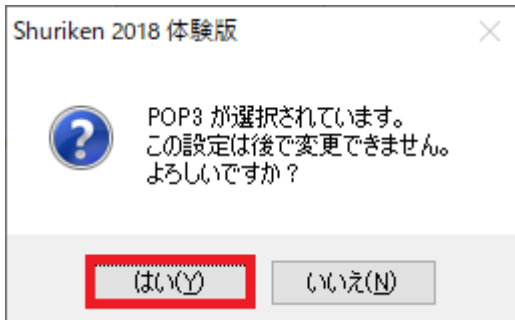 Shuriken 2018 体験版
POP3 が選択されています。
この設定は後で変更できません。
よろしいですか？
はい(Y)
いいえ(N)